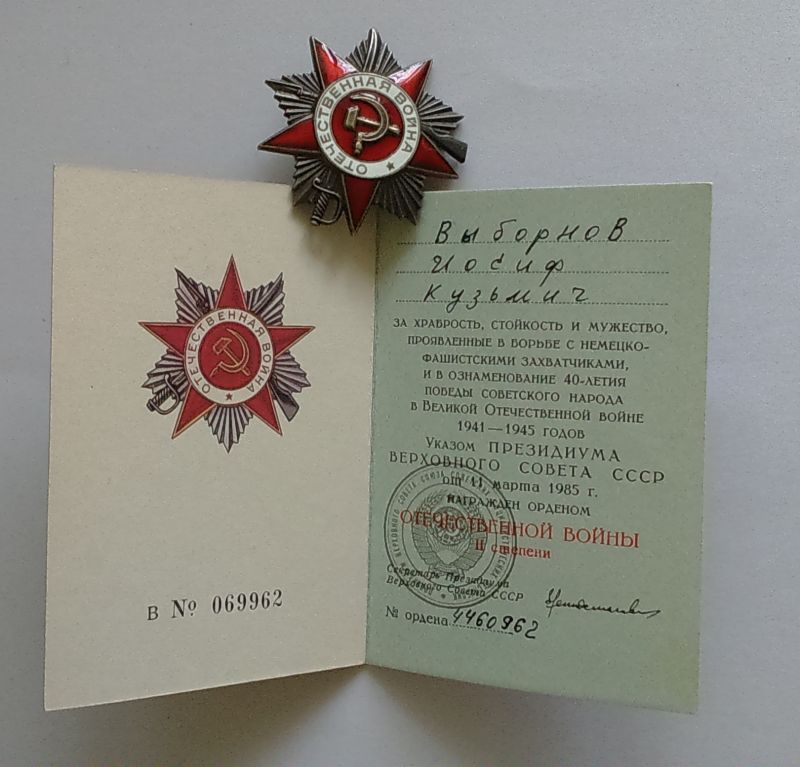 ОТЕЧЕСТВЕННАЯ ВОЙНА
ОТЕЧЕСТВЕННАЯ ВОЙНА
В № 069962
Выборнов
Иосиф
Кузьмич
ЗА ХРАБРОСТЬ, СТОЙКОСТЬ И МУЖЕСТВО,
ПРОЯВЛЕННЫЕ В БОРЬБЕ С НЕМЕЦКО-
ФАШИСТСКИМИ ЗАХВАТЧИКАМИ,
И В ОЗНАМЕНОВАНИЕ 40-ЛЕТИЯ
ПОБЕДЫ СОВЕТСКОГО НАРОДА
В ВЕЛИКОЙ ОТЕЧЕСТВЕННОЙ ВОЙНЕ
1941—1945 ГОДОВ
УКАЗОМ ПРЕЗИДИУМА
ВЕРХОВНОГО СОВЕТА СССР
от 11 марта 1985 г.
НАГРАЖДЕН ОРДЕНОМ
ОТЕЧЕСТВЕННОЙ ВОЙНЫ
II степени
Секретарь Президиума
Верховного Совета СССР
№ ордена 4460962